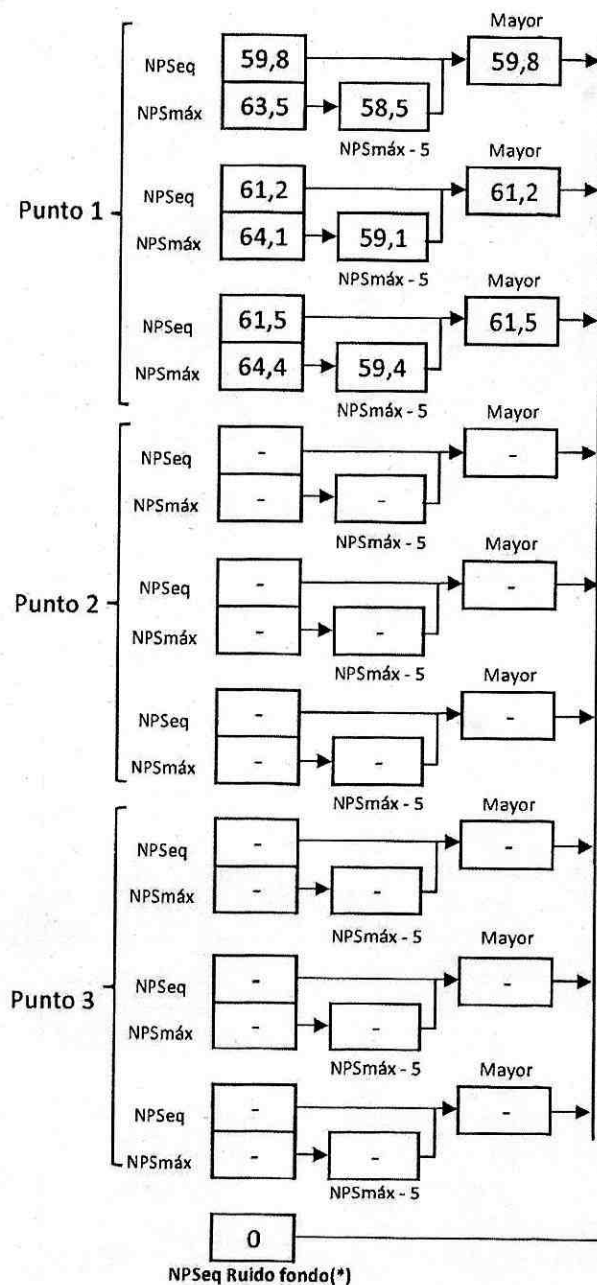 Mayor
NPSeq 59,8 59,8
NPSmáx 63,5 58,5
NPSmáx - 5
Mayor
NPSeq 61,2 61,2
Punto 1
NPSmáx 64,1 59,1
NPSmáx - 5
Mayor
NPSeq 61,5 61,5
NPSmáx 64,4 59,4
NPSmáx - 5
Mayor
NPSeq - -
NPSmáx - -
NPSmáx - 5
Mayor
NPSeq - -
Punto 2
NPSmáx - -
NPSmáx - 5
Mayor
NPSeq - -
NPSmáx - -
NPSmáx - 5
Mayor
NPSeq - -
NPSmáx - -
NPSmáx - 5
Mayor
NPSeq - -
Punto 3
NPSmáx - -
NPSmáx - 5
Mayor
NPSeq - -
NPSmáx - -
NPSmáx - 5
0
NPSeq Ruido fondo(*)